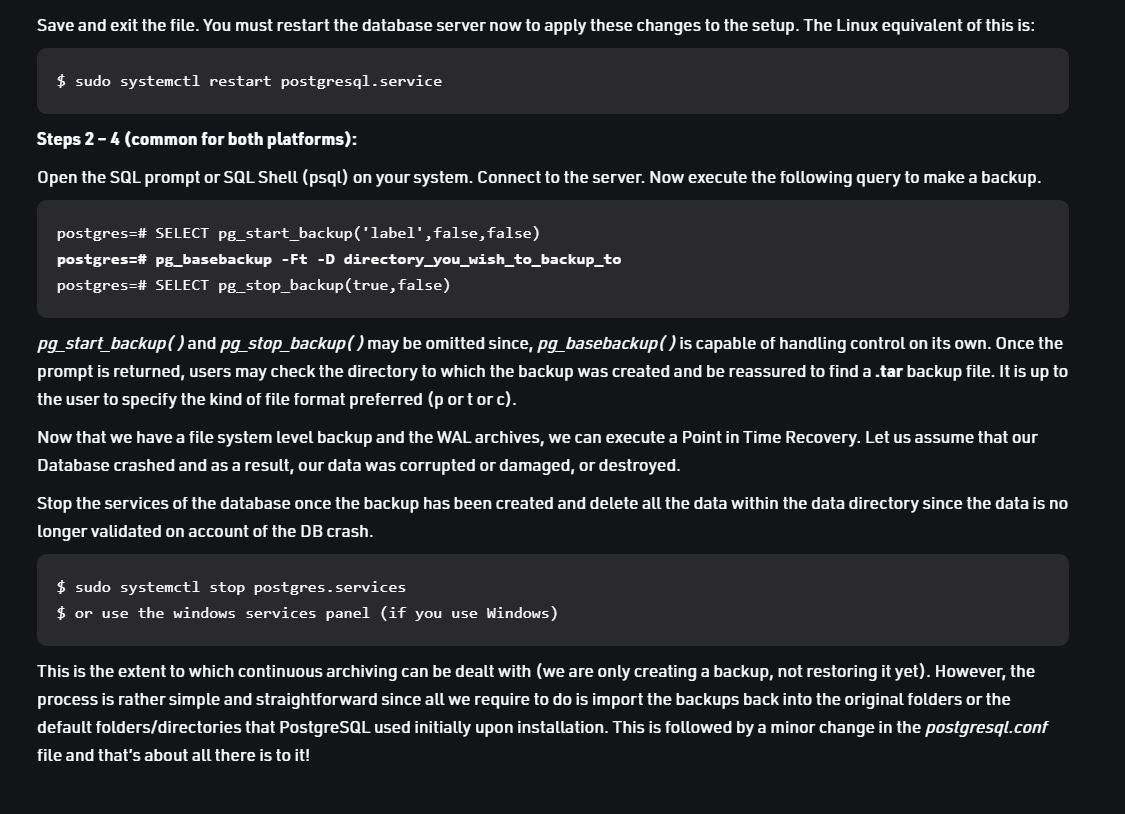 Save and exit the file. You must restart the database server now to apply these changes to the setup. The Linux equivalent of this is:
$ sudo systemctl restart postgresql.service
Steps 2 – 4 (common for both platforms):
Open the SQL prompt or SQL Shell (psql) on your system. Connect to the server. Now execute the following query to make a backup.
postgres=# SELECT pg_start_backup('label',false,false)
postgres=# pg_basebackup -Ft -D directory_you_wish_to_backup_to
postgres=# SELECT pg_stop_backup(true,false)
pg_start_backup( ) and pg_stop_backup( ) may be omitted since, pg_basebackup( ) is capable of handling control on its own. Once the
prompt is returned, users may check the directory to which the backup was created and be reassured to find a .tar backup file. It is up to
the user to specify the kind of file format preferred (p or t or c).
Now that we have a file system level backup and the WAL archives, we can execute a Point in Time Recovery. Let us assume that our
Database crashed and as a result, our data was corrupted or damaged, or destroyed.
Stop the services of the database once the backup has been created and delete all the data within the data directory since the data is no
longer validated on account of the DB crash.
$ sudo systemctl stop postgres.services
$ or use the windows services panel (if you use Windows)
This is the extent to which continuous archiving can be dealt with (we are only creating a backup, not restoring it yet). However, the
process is rather simple and straightforward since all we require to do is import the backups back into the original folders or the
default folders/directories that PostgreSQL used initially upon installation. This is followed by a minor change in the postgresql.conf
file and that's about all there is to it!